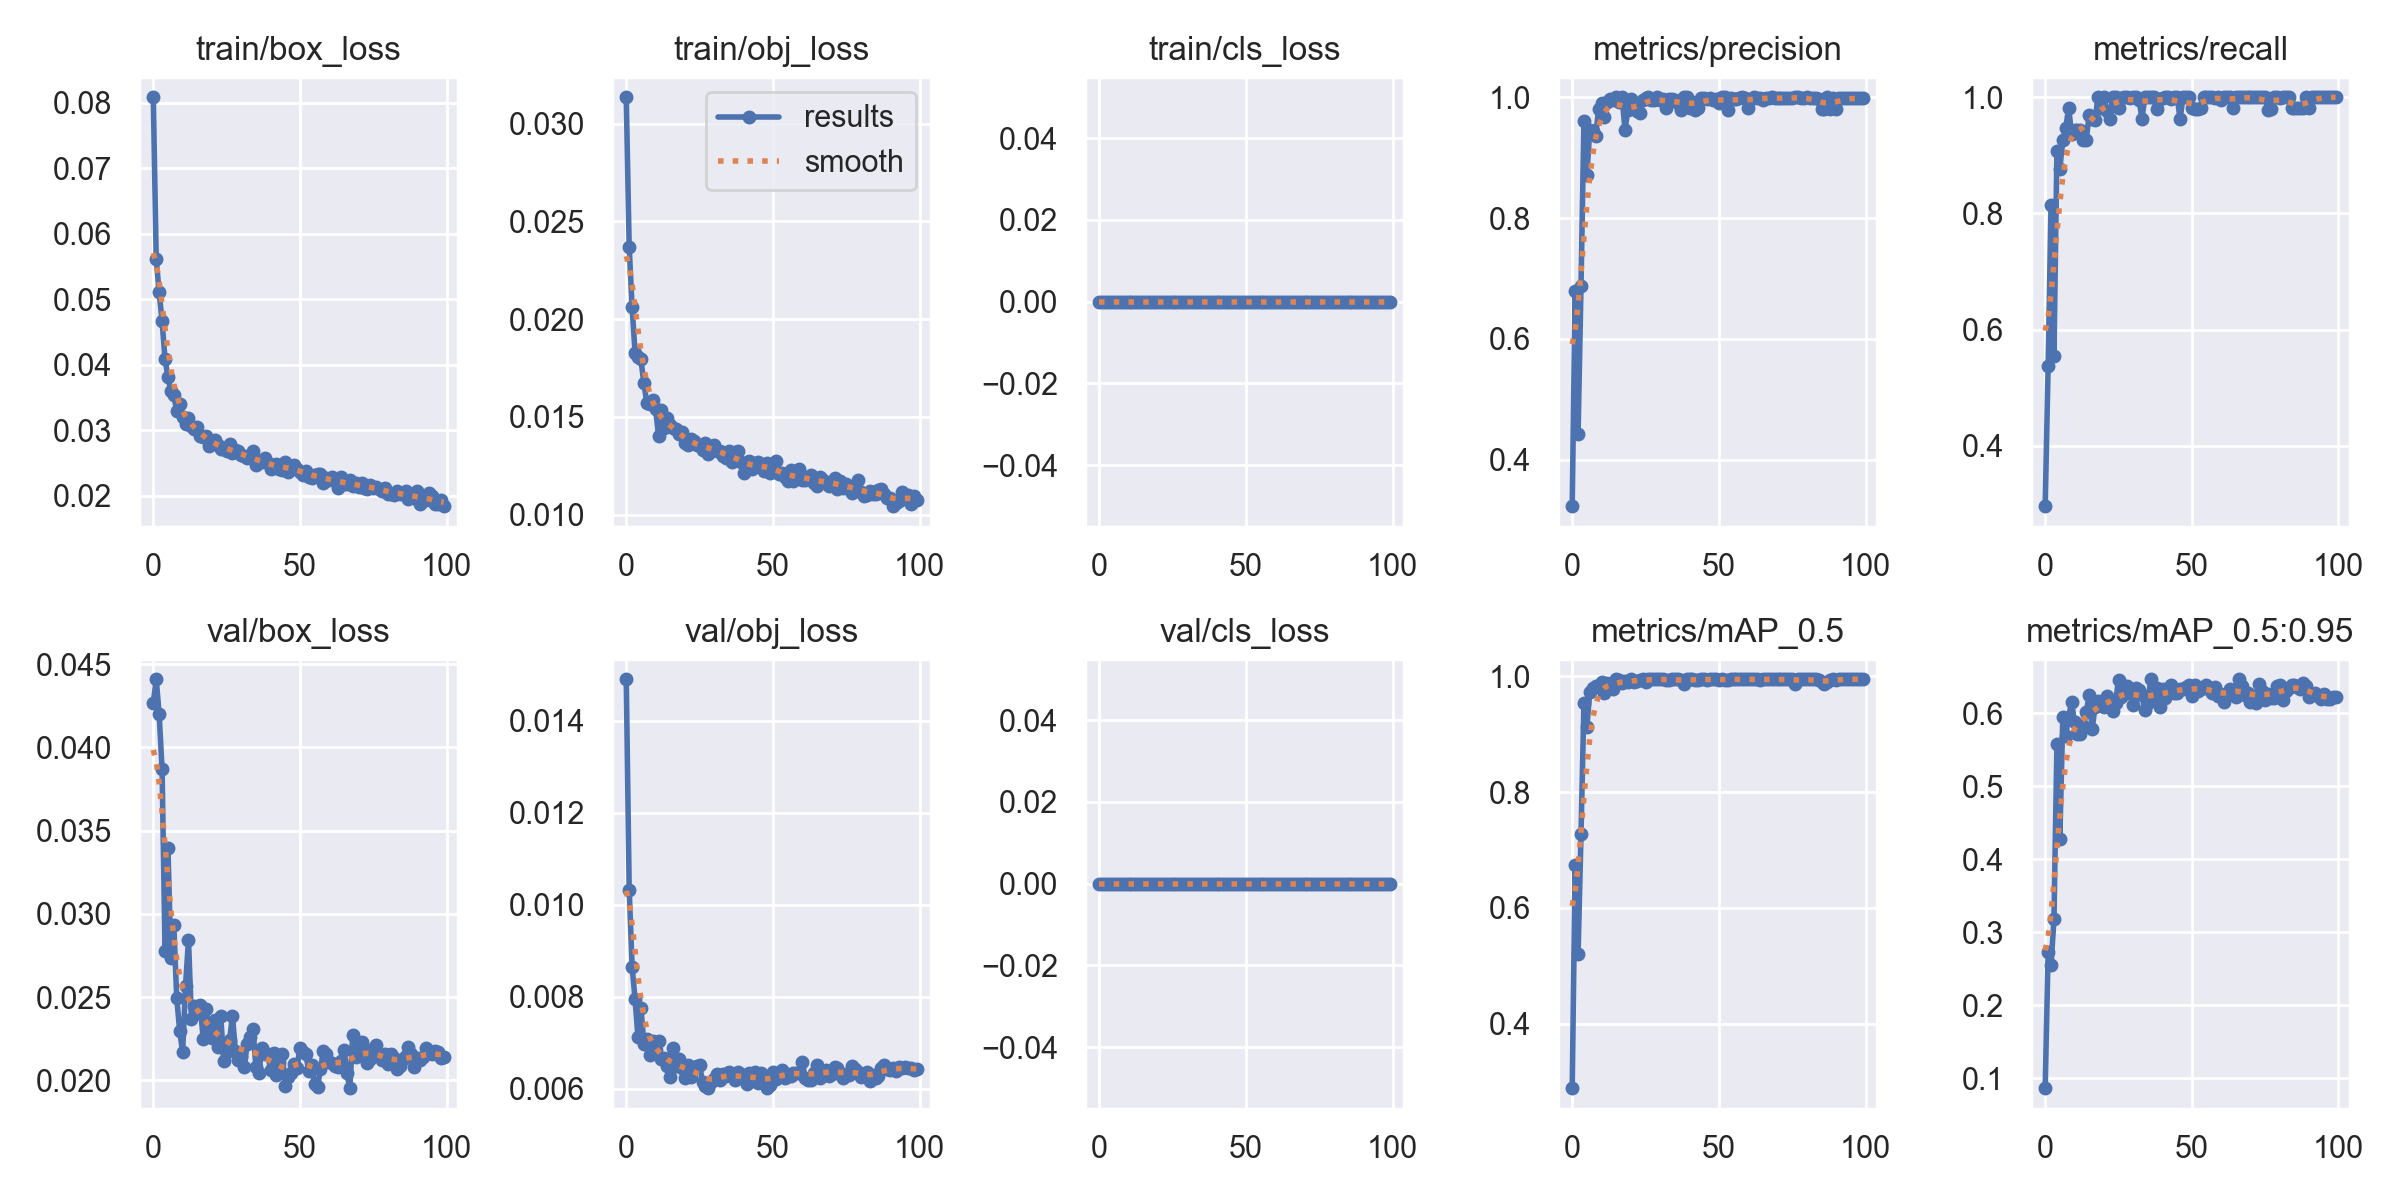 train/box_loss
0.08
0.07
0.06
0.05
0.04
0.03
0.02
0 50 100
train/obj_loss
results
smooth
0.030
0.025
0.020
0.015
0.010
0 50 100
train/cls_loss
0.04
0.02
0.00
−0.02
−0.04
0 50 100
metrics/precision
1.0
0.8
0.6
0.4
0 50 100
metrics/recall
1.0
0.8
0.6
0.4
0 50 100
val/box_loss
0.045
0.040
0.035
0.030
0.025
0.020
0 50 100
val/obj_loss
0.014
0.012
0.010
0.008
0.006
0 50 100
val/cls_loss
0.04
0.02
0.00
−0.02
−0.04
0 50 100
metrics/mAP_0.5
1.0
0.8
0.6
0.4
0 50 100
metrics/mAP_0.5:0.95
0.6
0.5
0.4
0.3
0.2
0.1
0 50 100